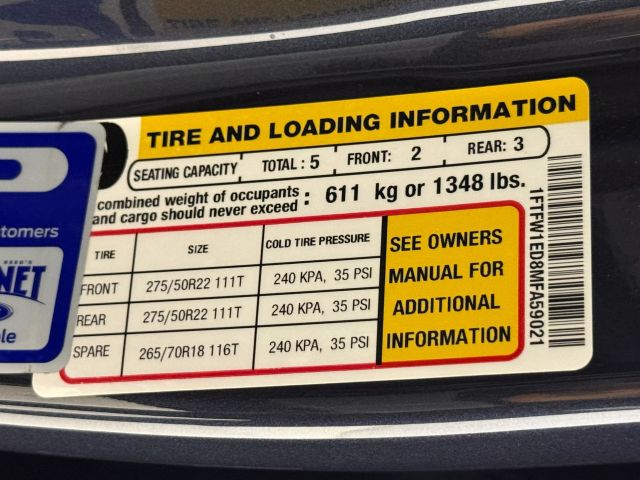 TIRE AND LOADING INFORMATION
SEATING CAPACITY TOTAL : 5 FRONT: 2 REAR: 3
combined weight of occupants
and cargo should never exceed : 611 kg or 1348 lbs.
TIRE SIZE COLD TIRE PRESSURE
FRONT 275/50R22 111T 240 KPA, 35 PSI
REAR 275/50R22 111T 240 KPA, 35 PSI
SPARE 265/70R18 116T 240 KPA, 35 PSI
SEE OWNERS
MANUAL FOR
ADDITIONAL
INFORMATION
1FTFW1ED8MFA59021
stomers
NET
le